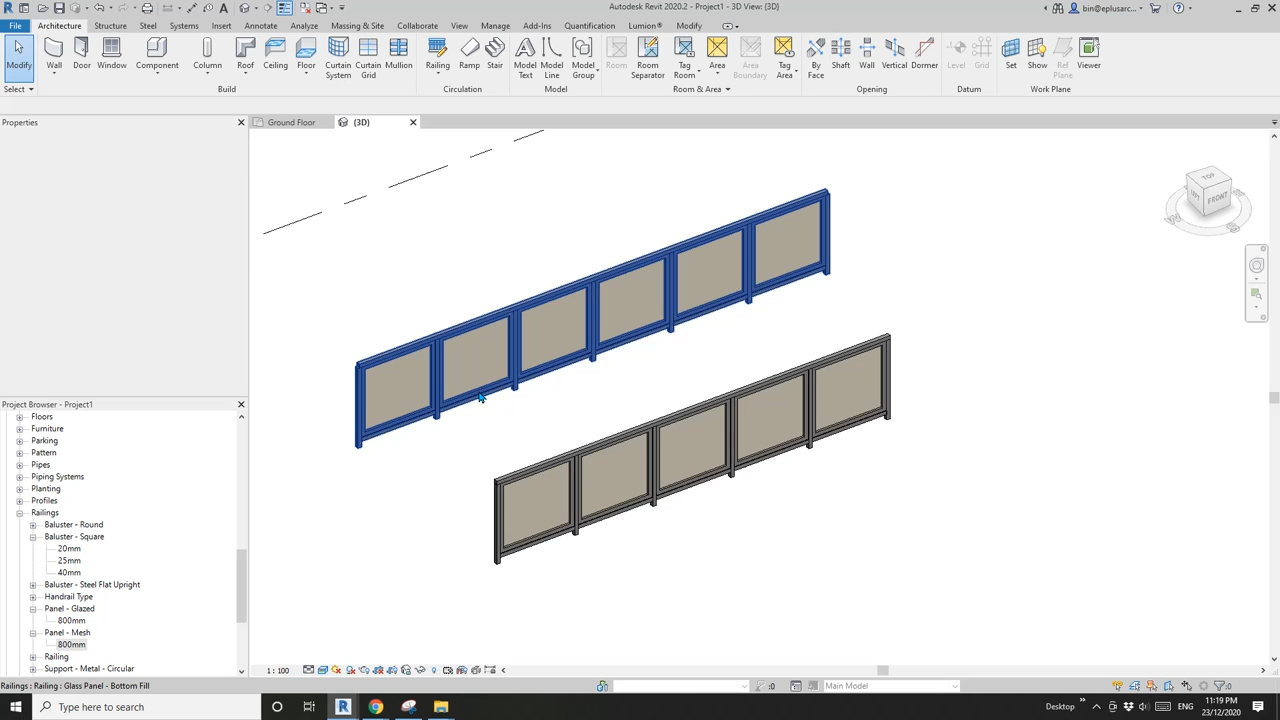 Autodesk Revit 2020.2 - Project1 - 3D View: {3D}
bin@eplusarc...
File Architecture Structure Steel Systems Insert Annotate Analyze Massing & Site Collaborate View Manage Add-Ins Quantification Lumion® Modify
Modify Wall Door Window Component Column Roof Ceiling Floor Curtain System Curtain Grid Mullion Railing Ramp Stair Model Text Model Line Model Group Room Room Separator Tag Room Area Area Boundary Tag Area By Face Shaft Wall Vertical Dormer Level Grid Set Show Ref Plane Viewer
Select Build Circulation Model Room & Area Opening Datum Work Plane
Properties
Ground Floor {3D}
TOP
LEFT FRONT
Project Browser - Project1
Floors
Furniture
Parking
Pattern
Pipes
Piping Systems
Planting
Profiles
Railings
Baluster - Round
Baluster - Square
20mm
25mm
40mm
Baluster - Steel Flat Upright
Handrail Type
Panel - Glazed
800mm
Panel - Mesh
800mm
Railing
Support - Metal - Circular
1 : 100
Railings : Railing : Glass Panel - Bottom Fill
:0 Main Model :0
Type here to search
Desktop ENG 11:19 PM
23/12/2020